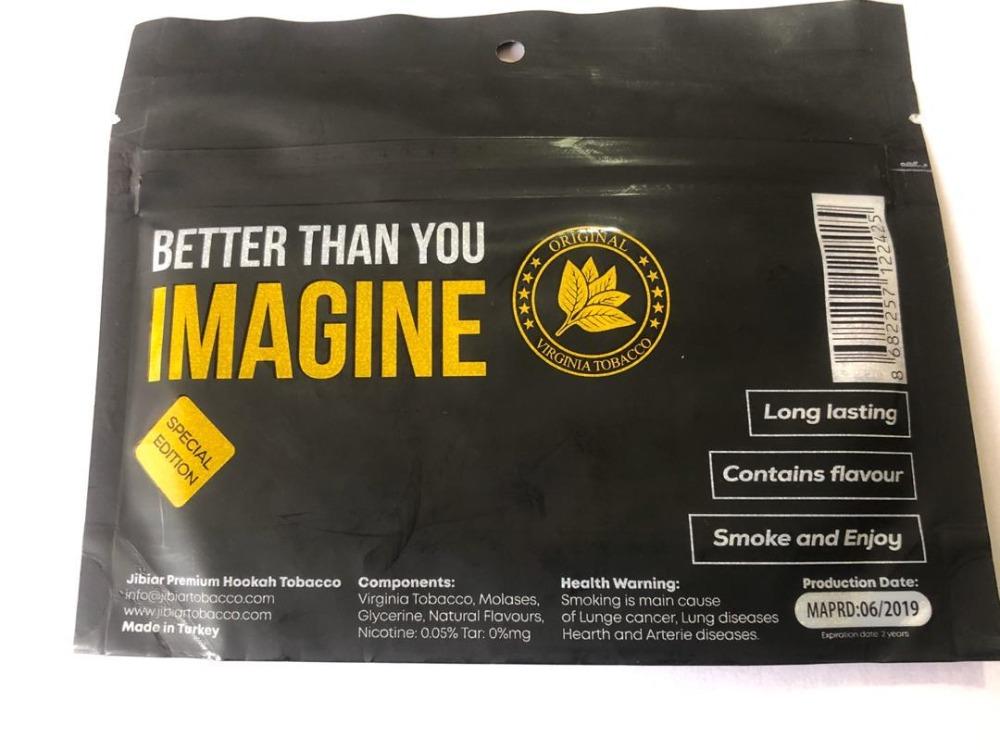 BETTER THAN YOU
IMAGINE
ORIGINAL
VIRGINIA TOBACCO
SPECIAL
EDITION
8 682257 122425
Long lasting
Contains flavour
Smoke and Enjoy
Jibiar Premium Hookah Tobacco
info@jibiartobacco.com
www.jibiartobacco.com
Made in Turkey
Components:
Virginia Tobacco, Molases,
Glycerine, Natural Flavours,
Nicotine: 0.05% Tar: 0%mg
Health Warning:
Smoking is main cause
of Lunge cancer, Lung diseases
Hearth and Arterie diseases.
Production Date:
MAPRD:06/2019
Expiration date 2 years